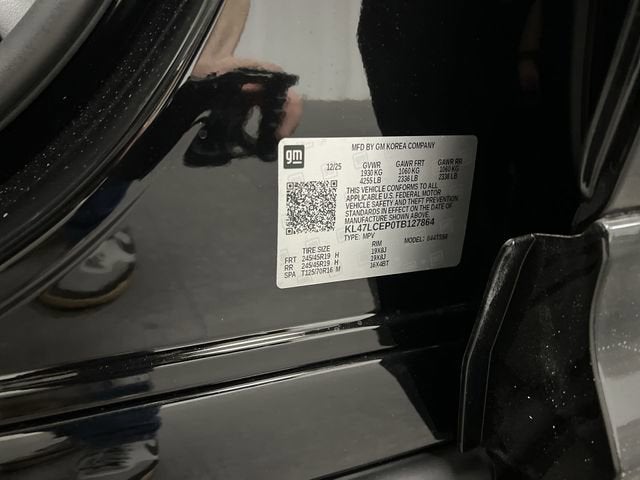 gm
MFD BY GM KOREA COMPANY
12/25 GVWR GAWR FRT GAWR RR
1930 KG 1060 KG 1060 KG
4255 LB 2336 LB 2336 LB
THIS VEHICLE CONFORMS TO ALL
APPLICABLE U.S. FEDERAL MOTOR
VEHICLE SAFETY AND THEFT PREVENTION
STANDARDS IN EFFECT ON THE DATE OF
MANUFACTURE SHOWN ABOVE.
KL47LCEP0TB127864
TYPE: MPV MODEL:
TIRE SIZE RIM
FRT 245/45R19 H 19X8J
RR 245/45R19 H 19X8J
SPA T125/70R16 M 16X4BT